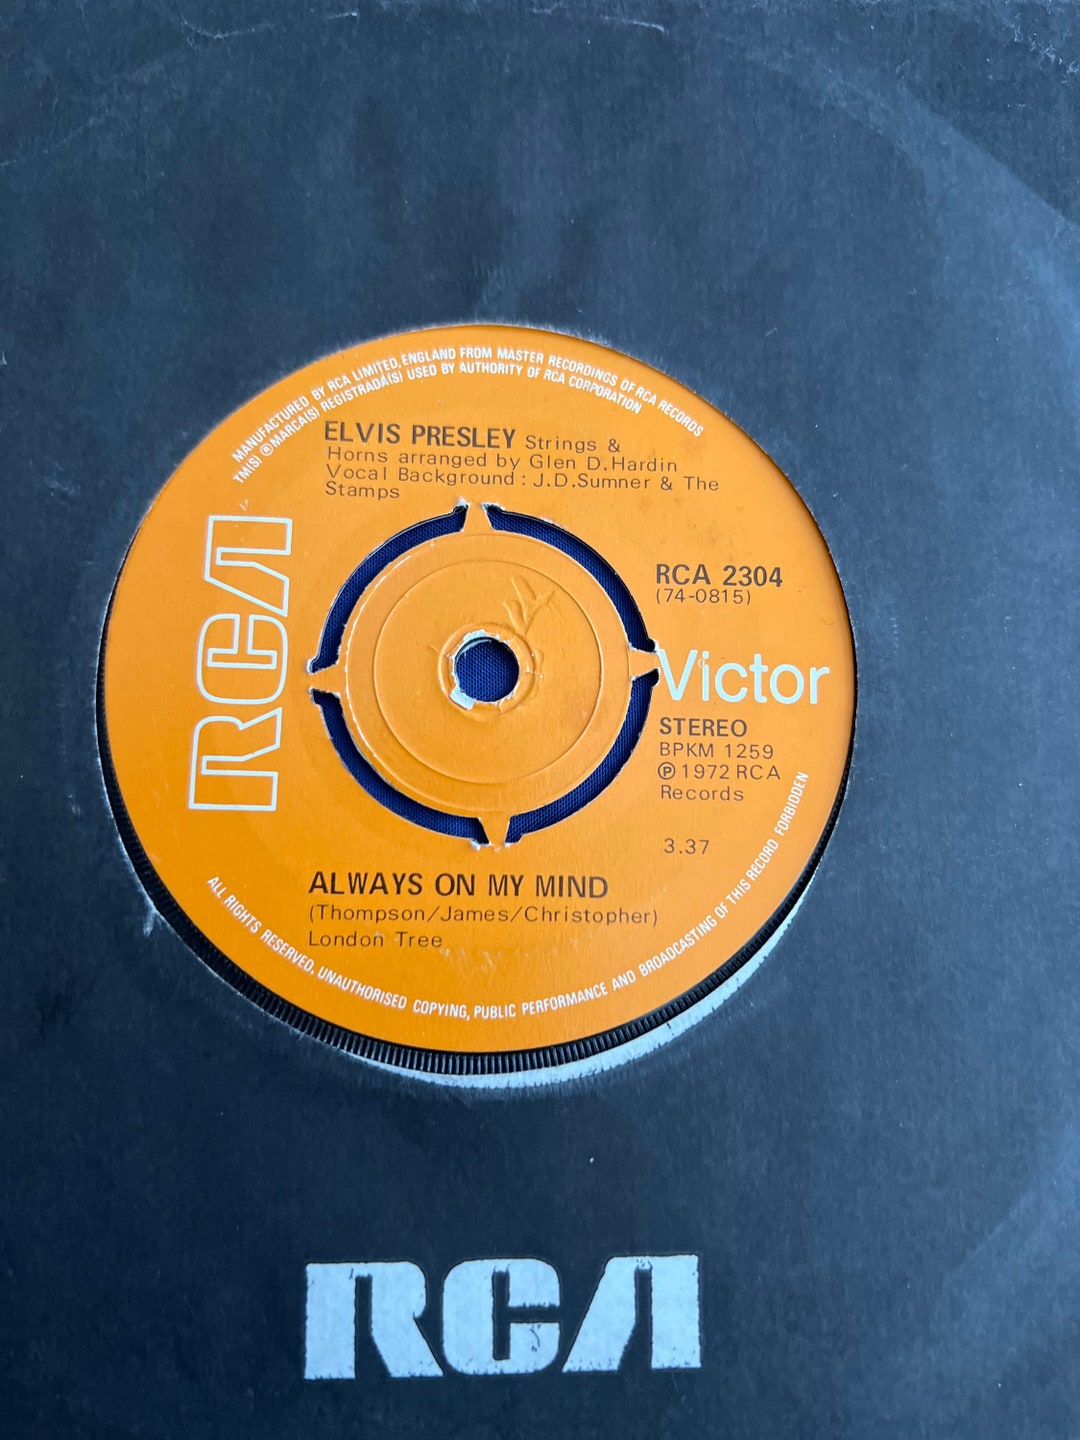 MANUFACTURED BY RCA LIMITED, ENGLAND FROM MASTER RECORDINGS OF RCA RECORDS
TM(S) ® MARCA(S) REGISTRADA(S) USED BY AUTHORITY OF RCA CORPORATION
ELVIS PRESLEY Strings &
Horns arranged by Glen D.Hardin
Vocal Background : J.D.Sumner & The
Stamps
RCA
RCA 2304
(74-0815)
Victor
STEREO
BPKM 1259
Ⓟ 1972 RCA
Records
3.37
ALWAYS ON MY MIND
(Thompson/James/Christopher)
London Tree
ALL RIGHTS RESERVED, UNAUTHORISED COPYING, PUBLIC PERFORMANCE AND BROADCASTING OF THIS RECORD FORBIDDEN
RCA